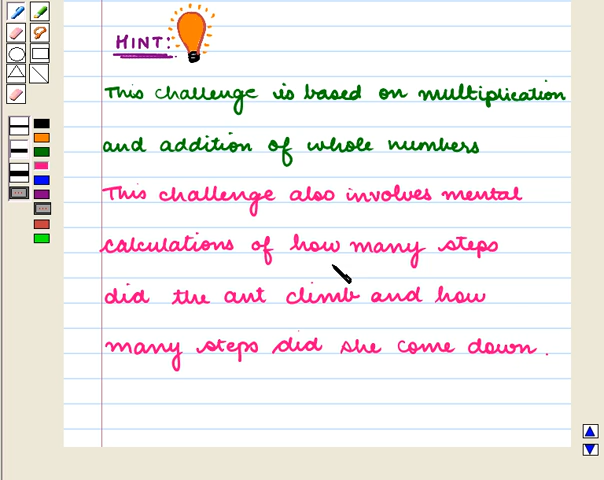 HINT:
This challenge is based on multiplication
and addition of whole numbers
This challenge also involves mental
calculations of how many steps
did the ant climb and how
many steps did she come down.